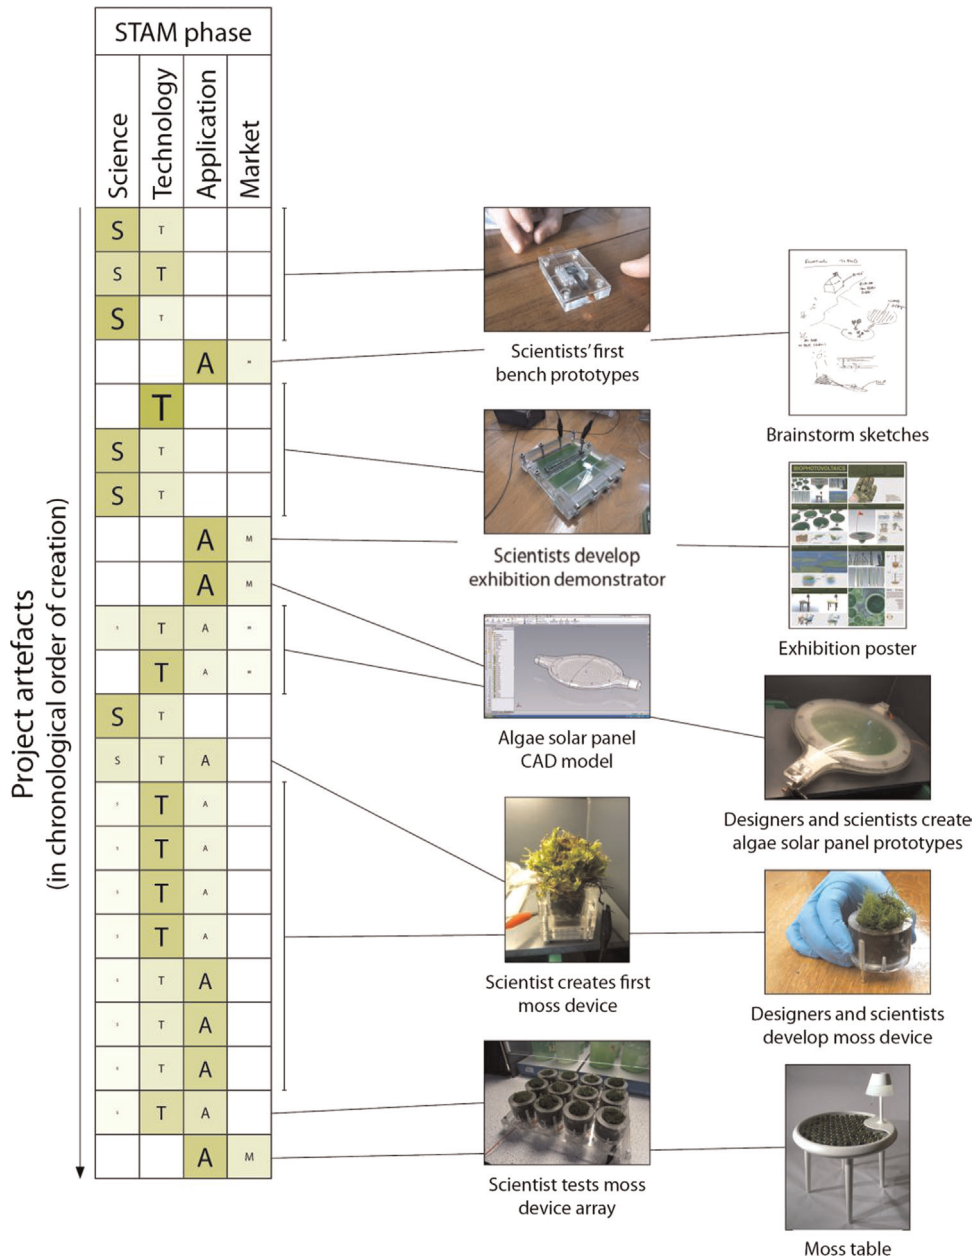 STAM phase
Science
Technology
Application
Market
Project artefacts
(in chronological order of creation)
S T
S T
S T
A
T
S T
S T
A M
A M
T A
T A
S T
S T A
T A
T A
T A
T A
T A
T A
T A
T A
A M
Scientists' first
bench prototypes
Brainstorm sketches
Scientists develop
exhibition demonstrator
BIOPHOTOVOLTAICS
Exhibition poster
Algae solar panel
CAD model
Designers and scientists create
algae solar panel prototypes
Scientist creates first
moss device
Designers and scientists
develop moss device
Scientist tests moss
device array
Moss table